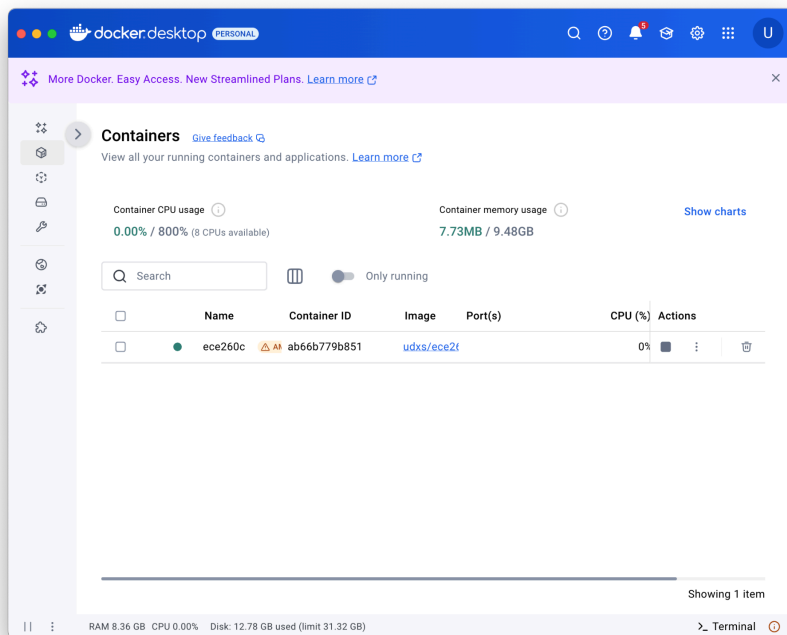 docker.desktop PERSONAL
5
U
More Docker. Easy Access. New Streamlined Plans. Learn more
Containers Give feedback
View all your running containers and applications. Learn more
Container CPU usage
0.00% / 800% (8 CPUs available)
Container memory usage
7.73MB / 9.48GB
Show charts
Search
Only running
Name Container ID Image Port(s) CPU (%) Actions
ece260c AM ab66b779b851 udxs/ece26 0%
Showing 1 item
RAM 8.36 GB CPU 0.00% Disk: 12.78 GB used (limit 31.32 GB)
>_ Terminal